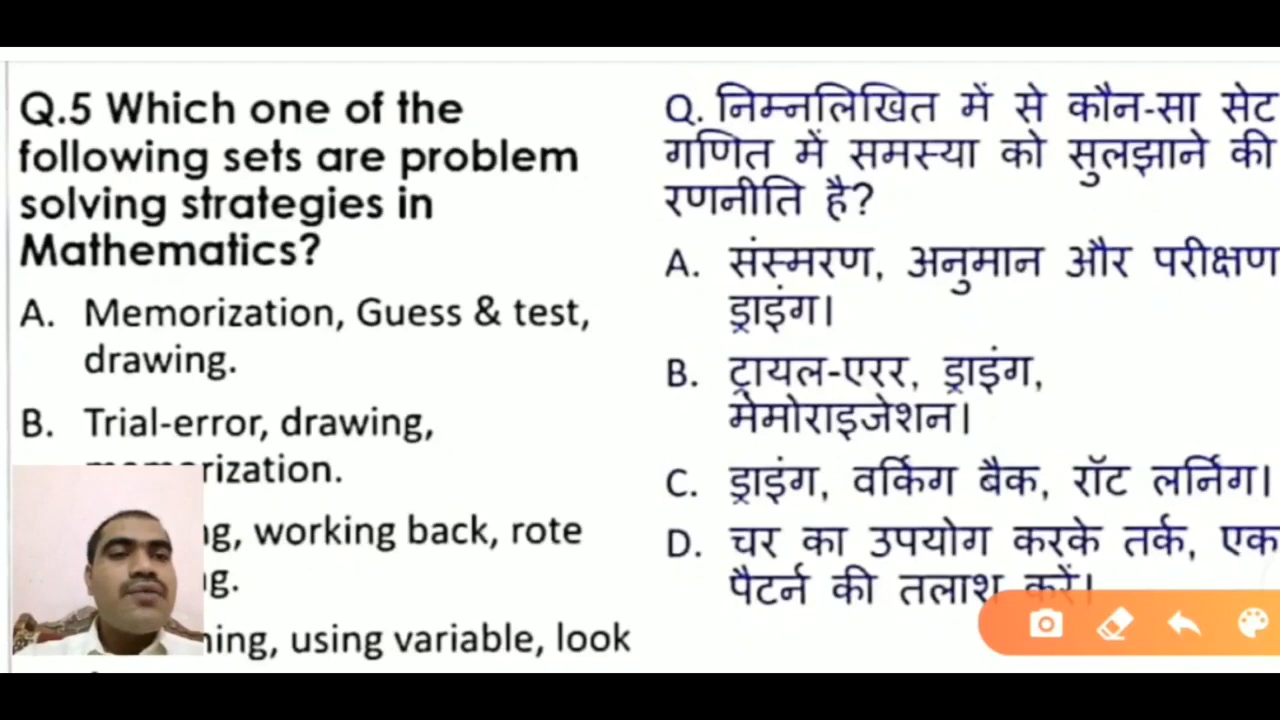 Q.5 Which one of the
following sets are problem
solving strategies in
Mathematics?
A. Memorization, Guess & test,
drawing.
B. Trial-error, drawing,
working back, rote
using variable, look
Q. निम्नलिखित में से कौन-सा सेट
गणित में समस्या को सुलझाने की
रणनीति है?
A. संस्मरण, अनुमान और परीक्षण
ड्राइंग।
B. ट्रायल-एरर, ड्राइंग,
मेमोराइजेशन।
C. ड्राइंग, वर्किंग बैक, रॉट लर्निंग।
D. चर का उपयोग करके तर्क, एक
पैटर्न की तलाश करें।